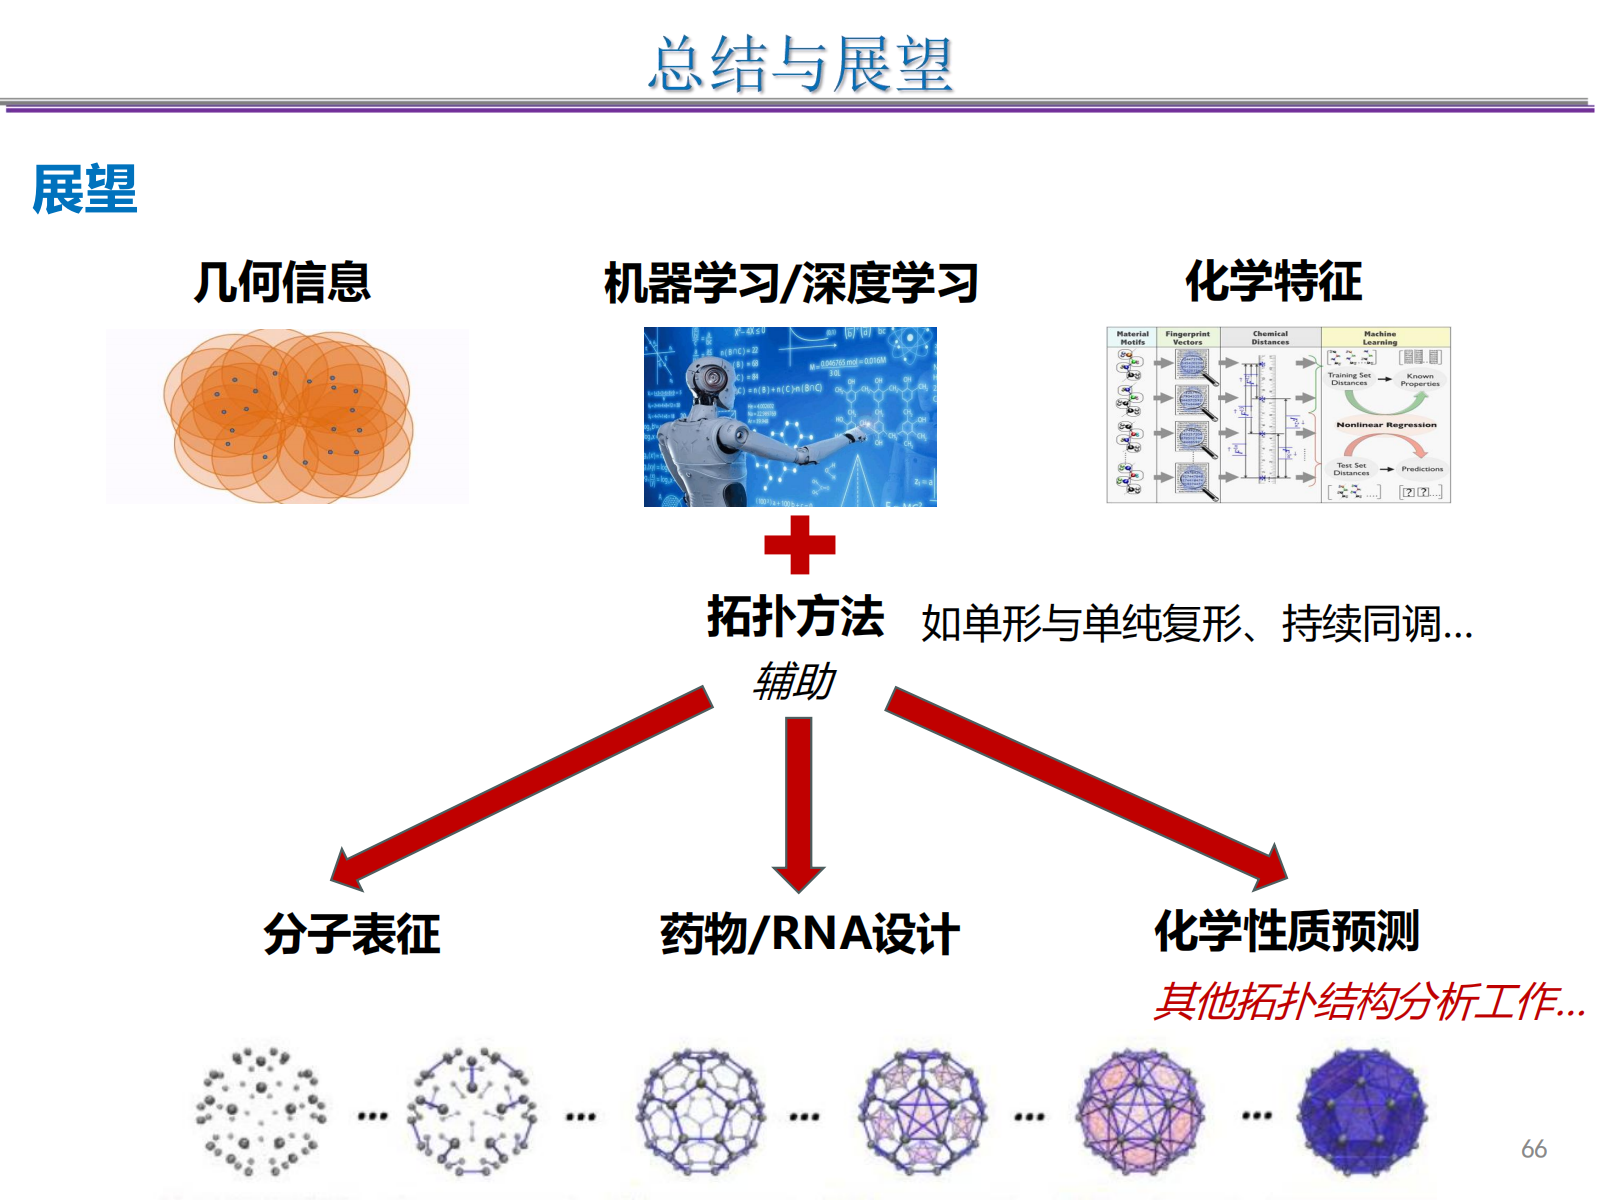 总结与展望
展望
几何信息
机器学习/深度学习
化学特征
Material Motifs
Fingerprint Vectors
Chemical Distances
Machine Learning
Training Set Distances
Known Properties
Nonlinear Regression
Test Set Distances
Predictions
拓扑方法
如单形与单纯复形、持续同调...
辅助
分子表征
药物/RNA设计
化学性质预测
其他拓扑结构分析工作...
66